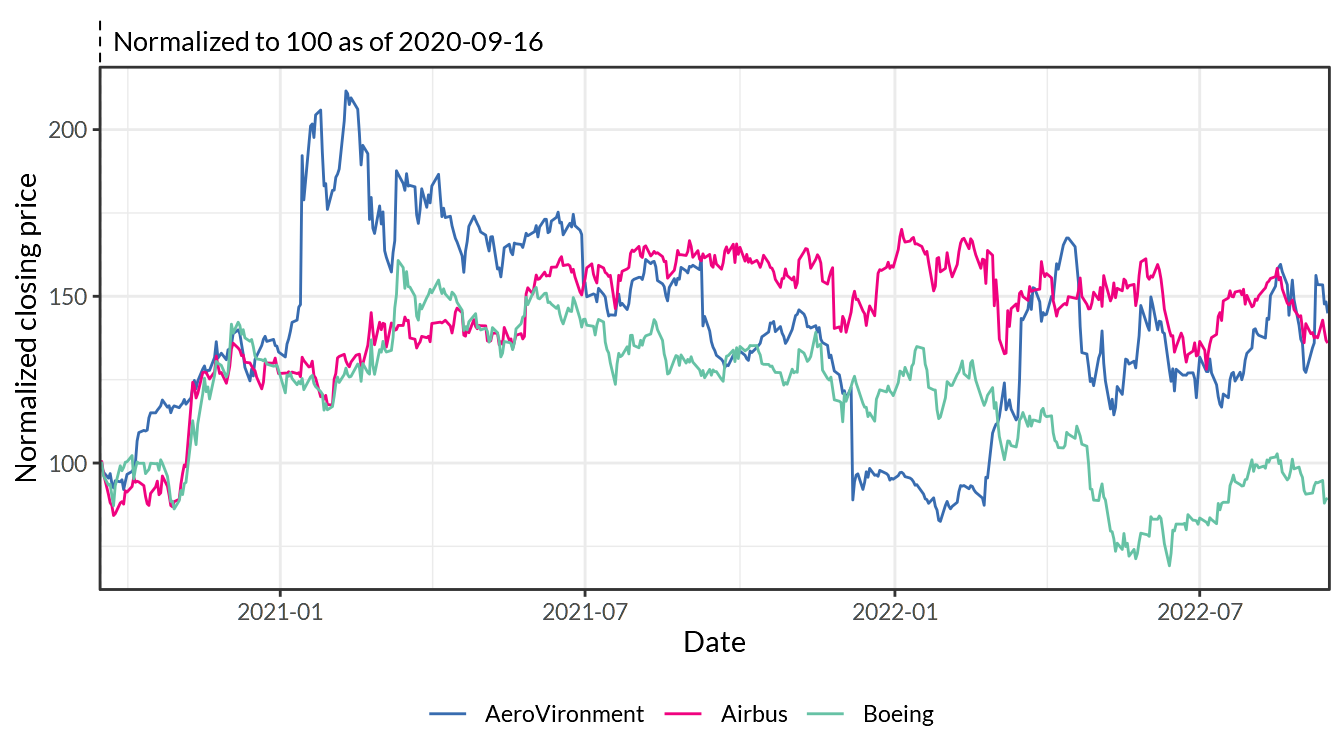 Normalized to 100 as of 2020-09-16
Normalized closing price
200
150
100
2021-01
2021-07
2022-01
2022-07
Date
AeroVironment
Airbus
Boeing